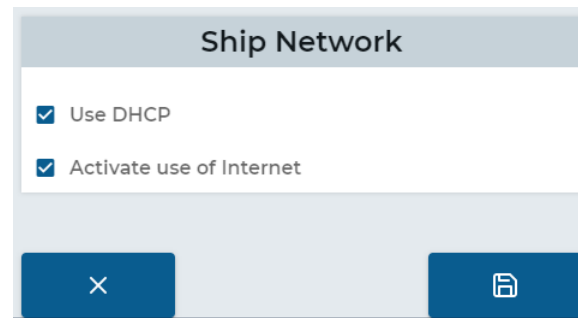 Ship Network
Use DHCP
Activate use of Internet